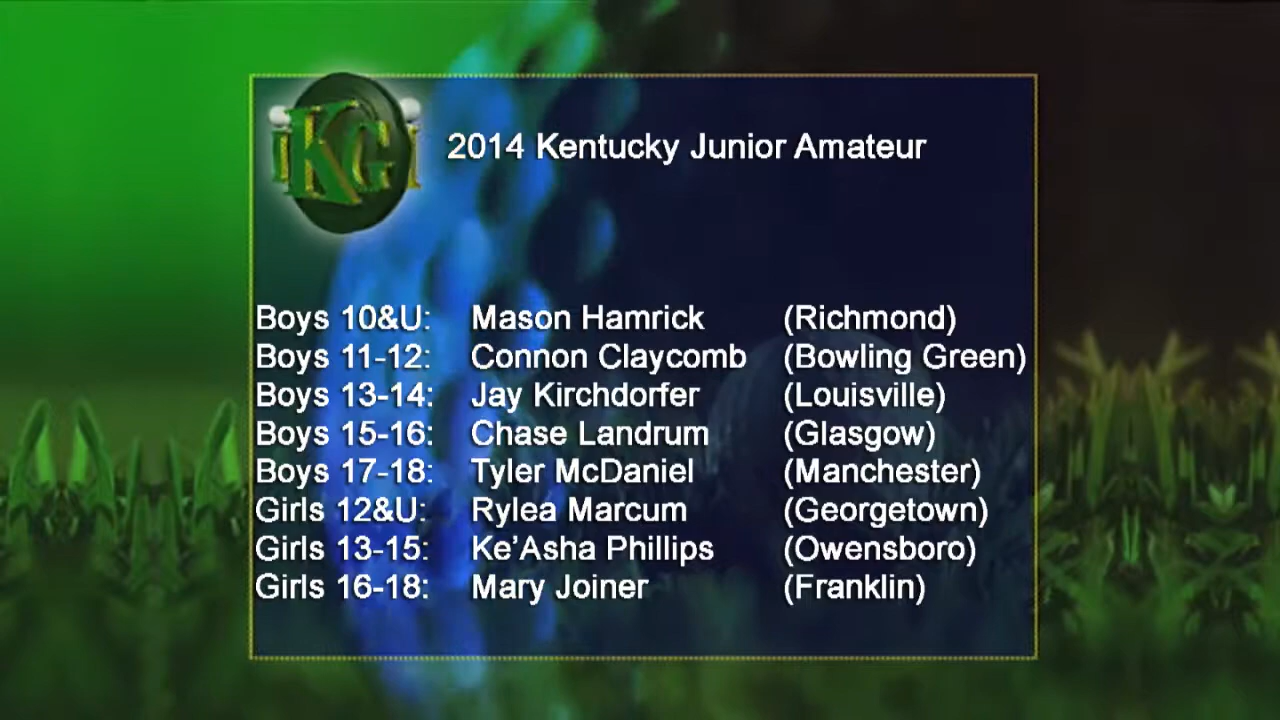 KG
2014 Kentucky Junior Amateur
Boys 10&U: Mason Hamrick (Richmond)
Boys 11-12: Connon Claycomb (Bowling Green)
Boys 13-14: Jay Kirchdorfer (Louisville)
Boys 15-16: Chase Landrum (Glasgow)
Boys 17-18: Tyler McDaniel (Manchester)
Girls 12&U: Rylea Marcum (Georgetown)
Girls 13-15: Ke’Asha Phillips (Owensboro)
Girls 16-18: Mary Joiner (Franklin)